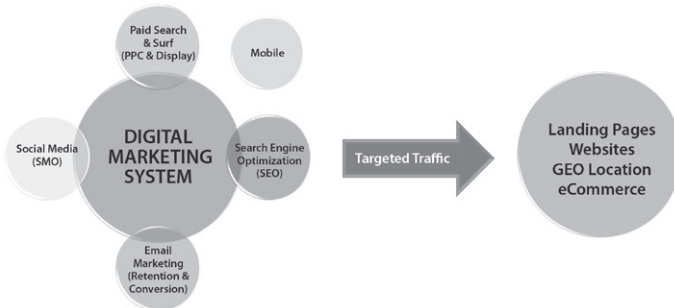 Paid Search
& Surf
(PPC & Display)
Mobile
Social Media
(SMO)
DIGITAL
MARKETING
SYSTEM
Search Engine
Optimization
(SEO)
Email
Marketing
(Retention &
Conversion)
Targeted Traffic
Landing Pages
Websites
GEO Location
eCommerce